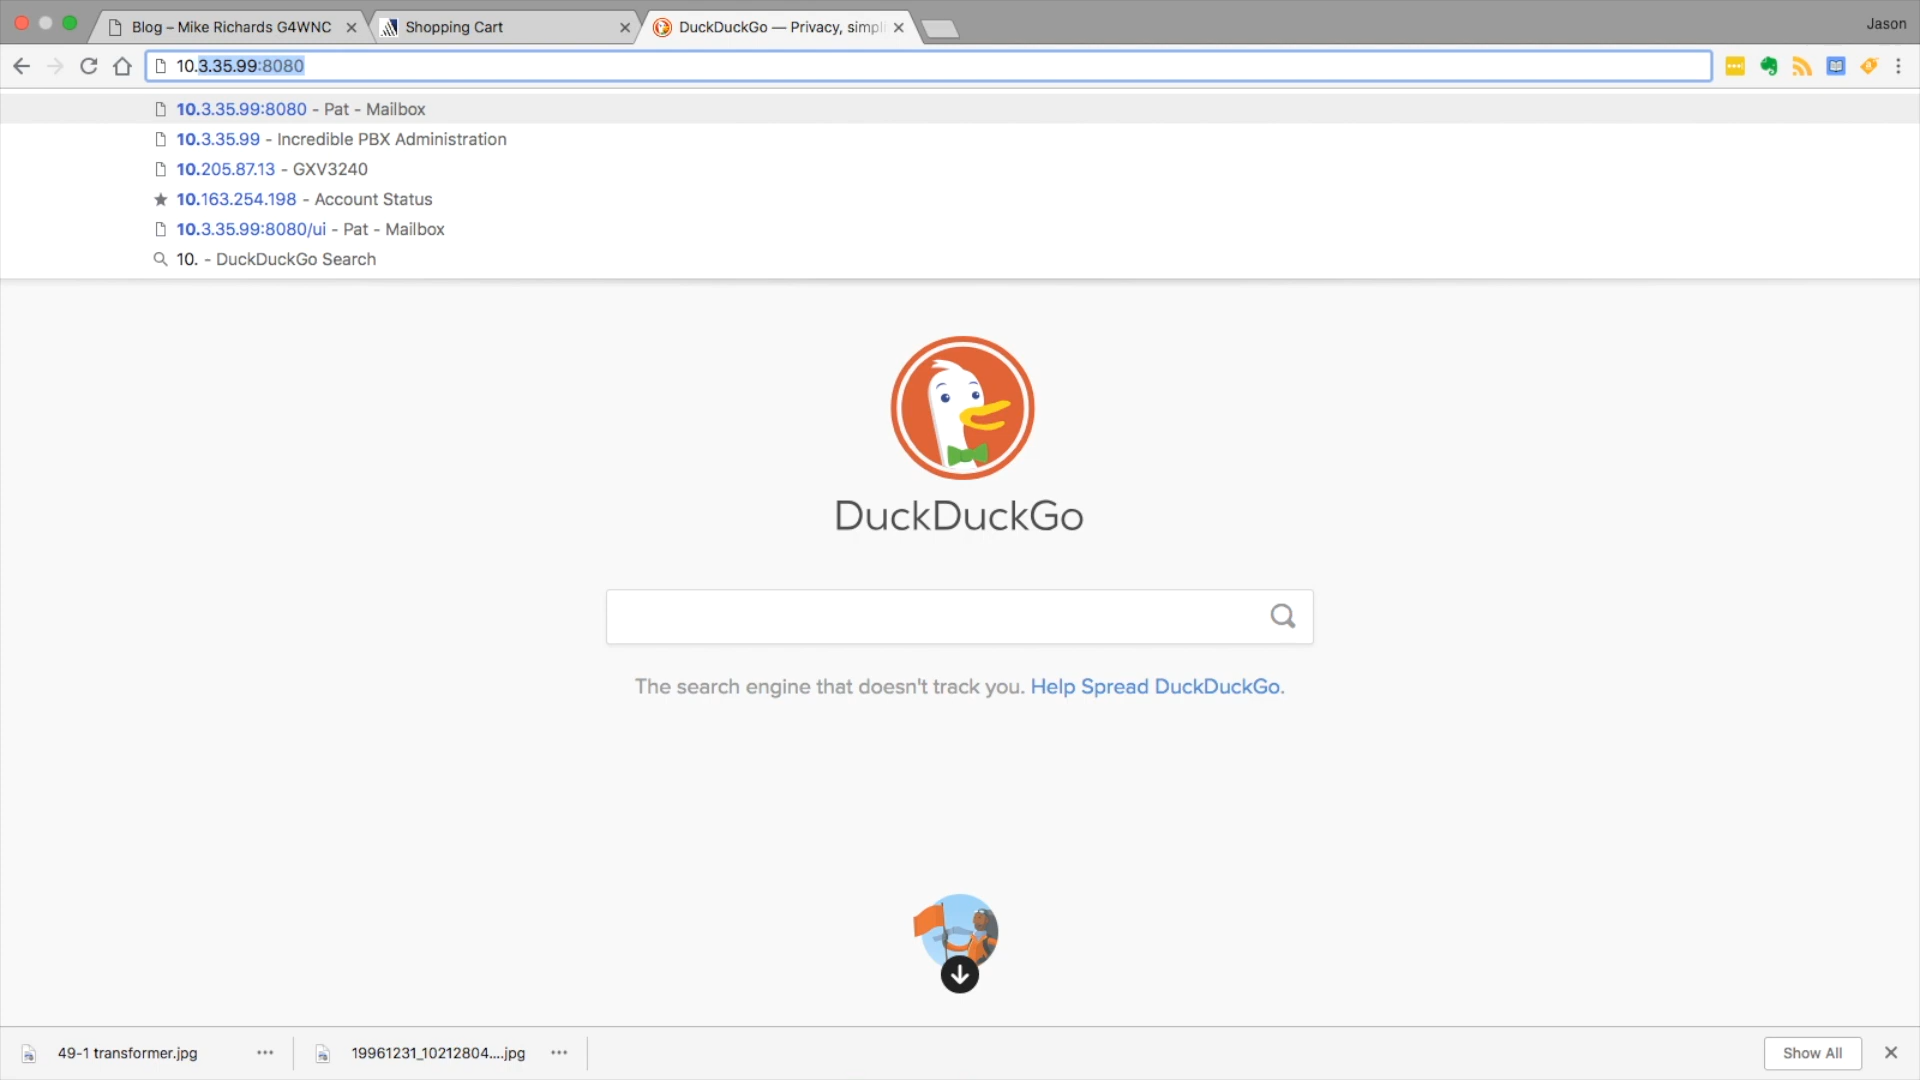 Blog – Mike Richards G4WNC
Shopping Cart
DuckDuckGo — Privacy, simpli
Jason
10.3.35.99:8080
10.3.35.99:8080 - Pat - Mailbox
10.3.35.99 - Incredible PBX Administration
10.205.87.13 - GXV3240
10.163.254.198 - Account Status
10.3.35.99:8080/ui - Pat - Mailbox
10. - DuckDuckGo Search
DuckDuckGo
The search engine that doesn't track you. Help Spread DuckDuckGo.
49-1 transformer.jpg
19961231_10212804....jpg
Show All